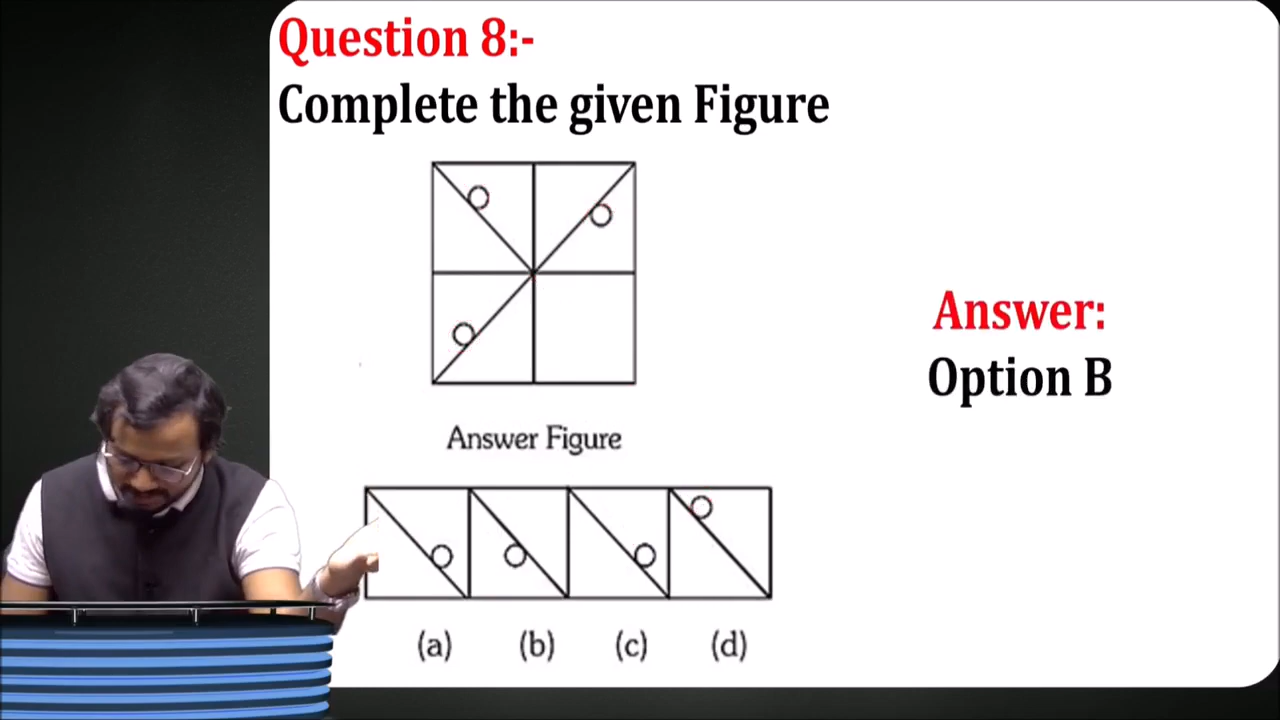 Question 8:-
Complete the given Figure
Answer:
Option B
Answer Figure
(a) (b) (c) (d)